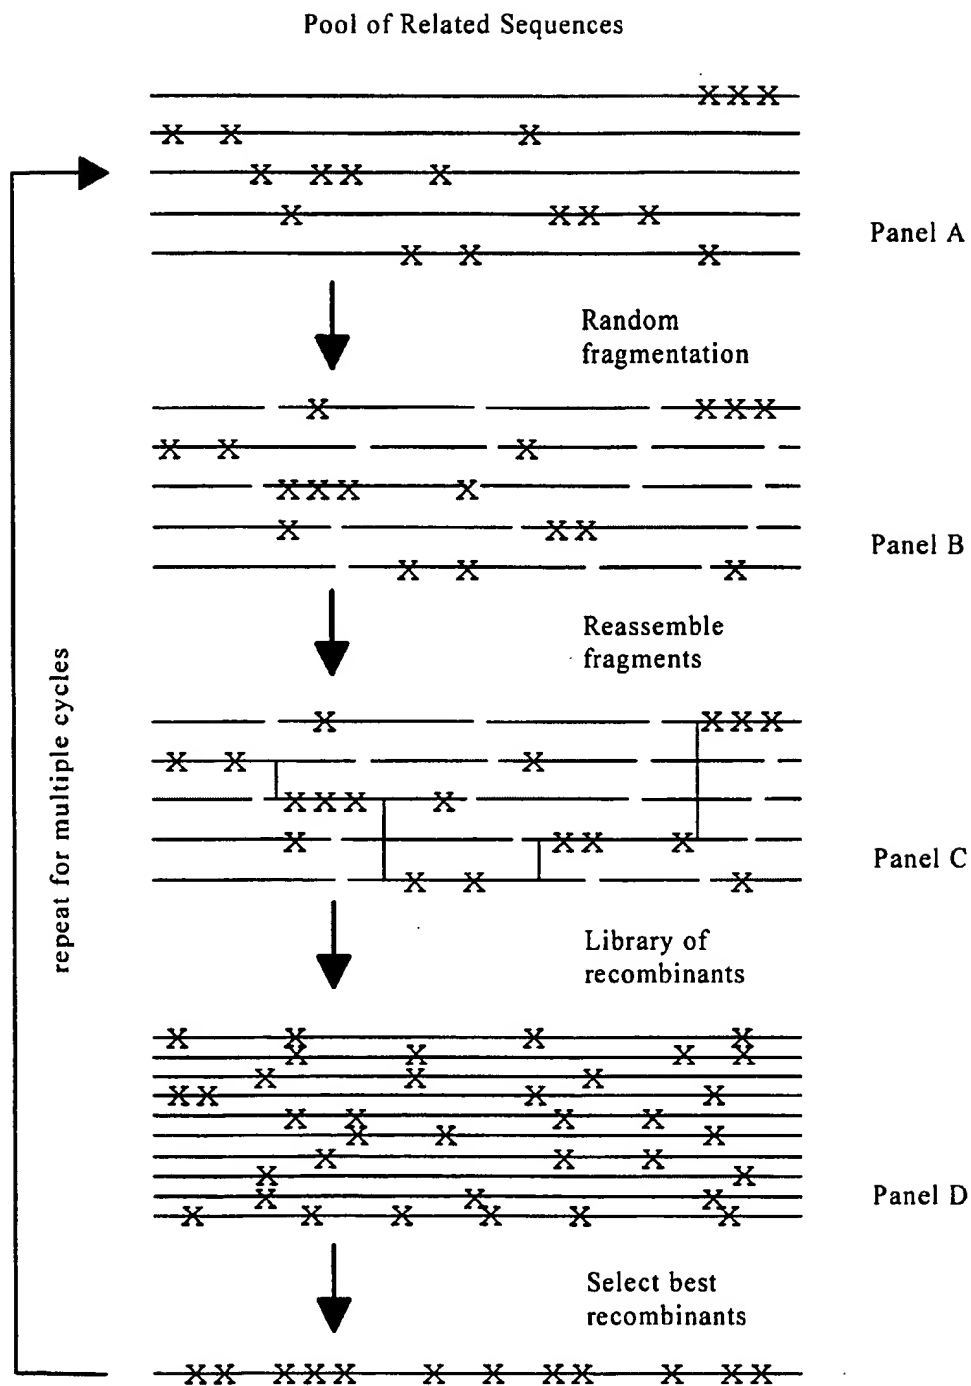 Pool of Related Sequences
Panel A
Random
fragmentation
Panel B
Reassemble
fragments
repeat for multiple cycles
Panel C
Library of
recombinants
Panel D
Select best
recombinants